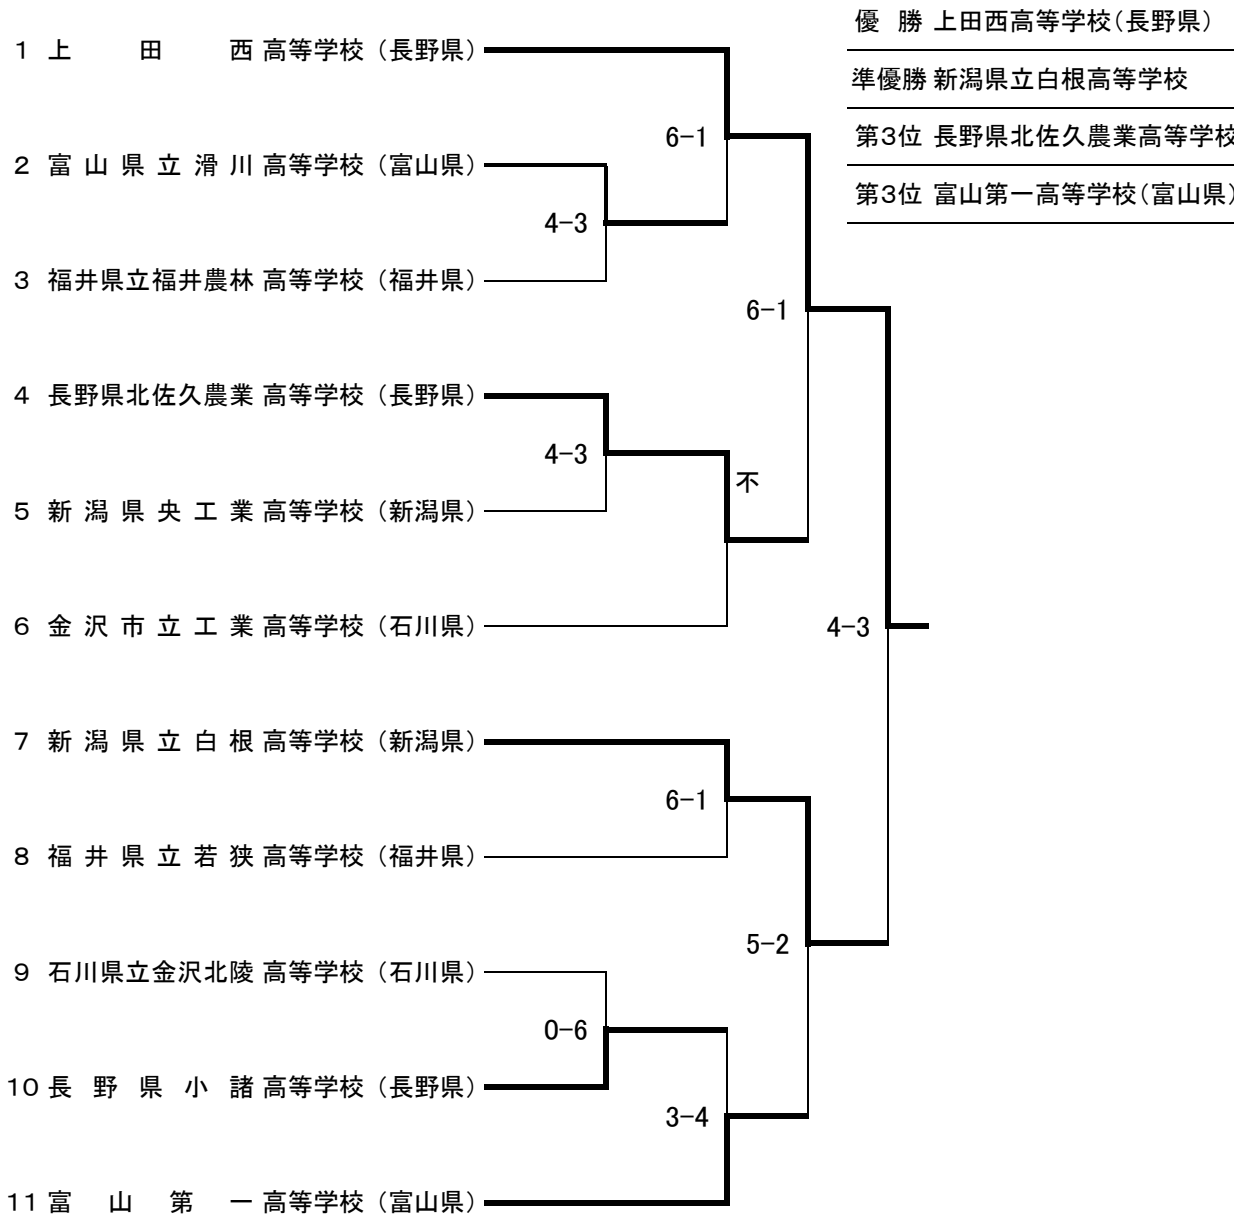 優 勝 上田西高等学校(長野県)
1 上 田 西 高等学校 (長野県)
準優勝 新潟県立白根高等学校
6-1
第3位 長野県北佐久農業高等学校
2 富山県立滑川 高等学校 (富山県)
第3位 富山第一高等学校(富山県)
4-3
3 福井県立福井農林 高等学校 (福井県)
6-1
4 長野県北佐久農業 高等学校 (長野県)
4-3
不
5 新潟県央工業 高等学校 (新潟県)
6 金沢市立工業 高等学校 (石川県)
4-3
7 新潟県立白根 高等学校 (新潟県)
6-1
8 福井県立若狭 高等学校 (福井県)
5-2
9 石川県立金沢北陵 高等学校 (石川県)
0-6
10 長野県小諸 高等学校 (長野県)
3-4
11 富山第一 高等学校 (富山県)